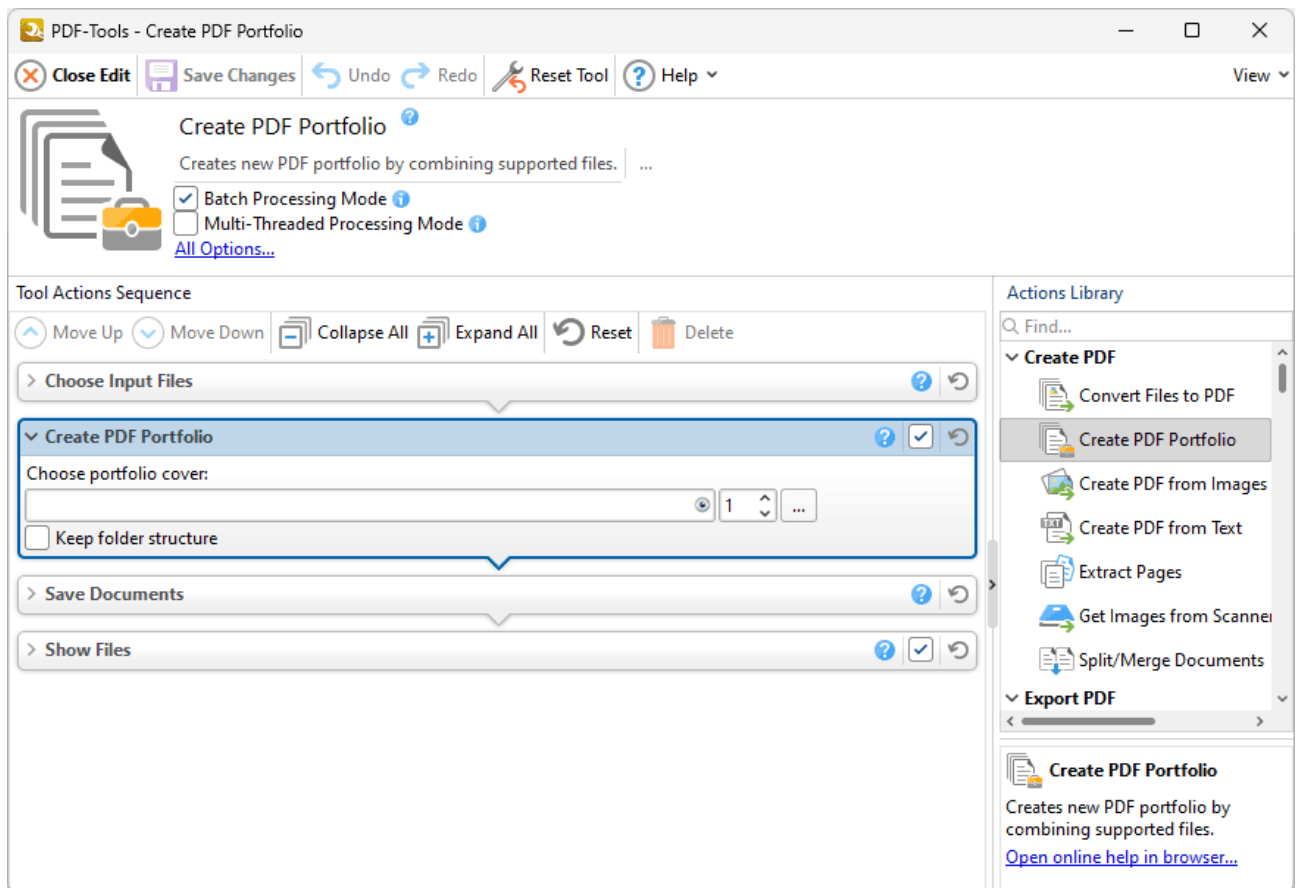 PDF-Tools - Create PDF Portfolio
Close Edit Save Changes Undo Redo Reset Tool Help View
Create PDF Portfolio
Creates new PDF portfolio by combining supported files. ...
Batch Processing Mode
Multi-Threaded Processing Mode
All Options...
Tool Actions Sequence
Move Up Move Down Collapse All Expand All Reset Delete
Choose Input Files
Create PDF Portfolio
Choose portfolio cover:
1 ...
Keep folder structure
Save Documents
Show Files
Actions Library
Find...
Create PDF
Convert Files to PDF
Create PDF Portfolio
Create PDF from Images
TXT Create PDF from Text
Extract Pages
Get Images from Scanner
Split/Merge Documents
Export PDF
Create PDF Portfolio
Creates new PDF portfolio by
combining supported files.
Open online help in browser...